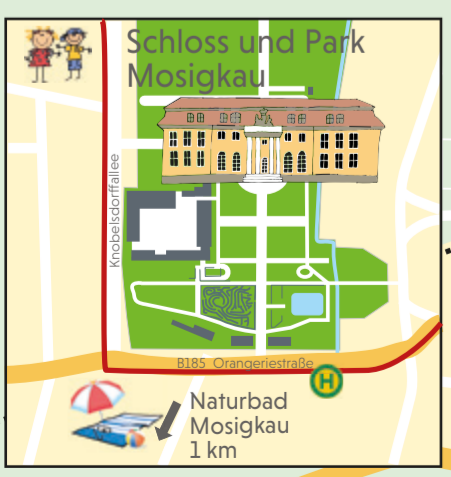 Schloss und Park
Mosigkau
Knobelsdorffallee
B185 Orangeriestraße
H
Naturbad
Mosigkau
1 km